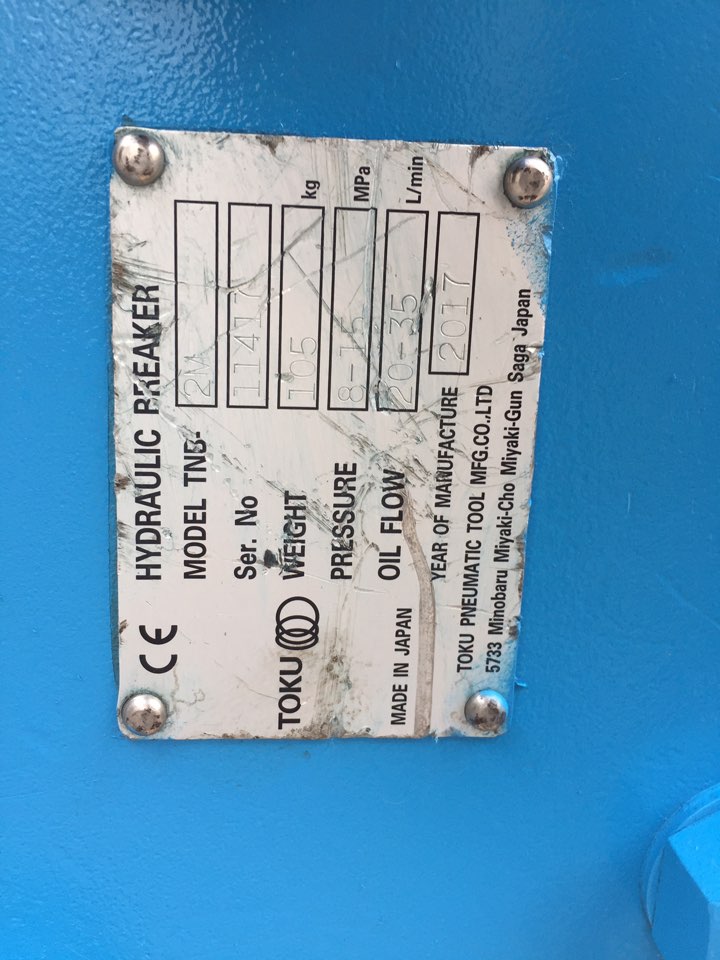 CE HYDRAULIC BREAKER
MODEL TNB- 2M
Ser. No 11417
WEIGHT 105 kg
PRESSURE 8-15 MPa
OIL FLOW 20-35 L/min
TOKU
MADE IN JAPAN
YEAR OF MANUFACTURE 2017
TOKU PNEUMATIC TOOL MFG.CO.,LTD
5733 Minobaru Miyaki-Cho Miyaki-Gun Saga Japan